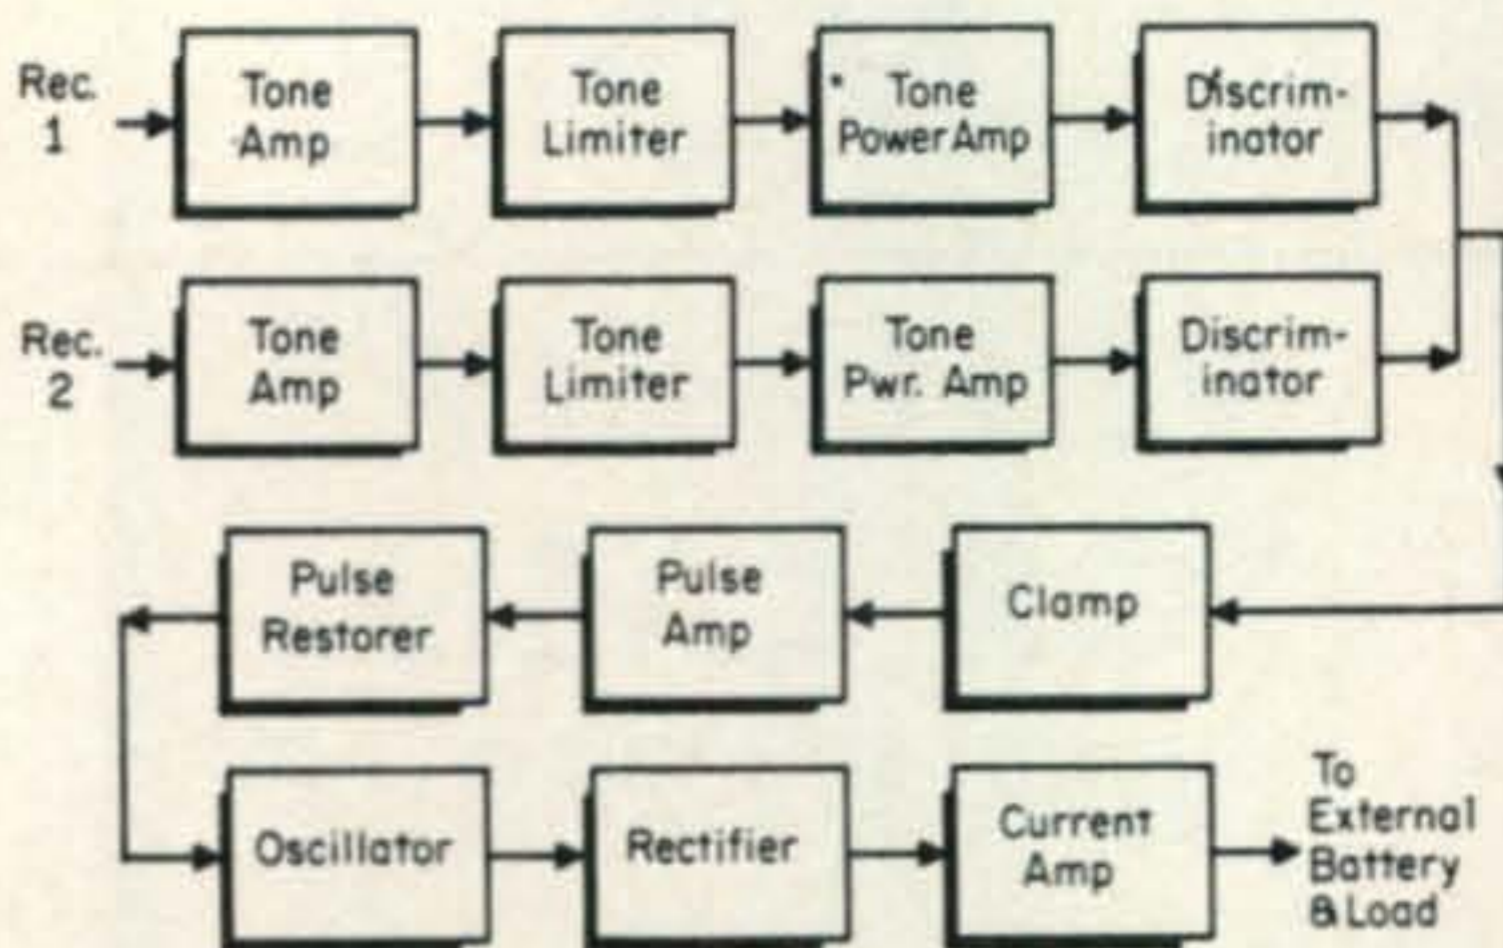 Rec.
1
Tone
Amp
Tone
Limiter
Tone
Power Amp
Discrim-
inator
Rec.
2
Tone
Amp
Tone
Limiter
Tone
Pwr. Amp
Discrim-
inator
Pulse
Restorer
Pulse
Amp
Clamp
Oscillator
Rectifier
Current
Amp
To
External
Battery
& Load